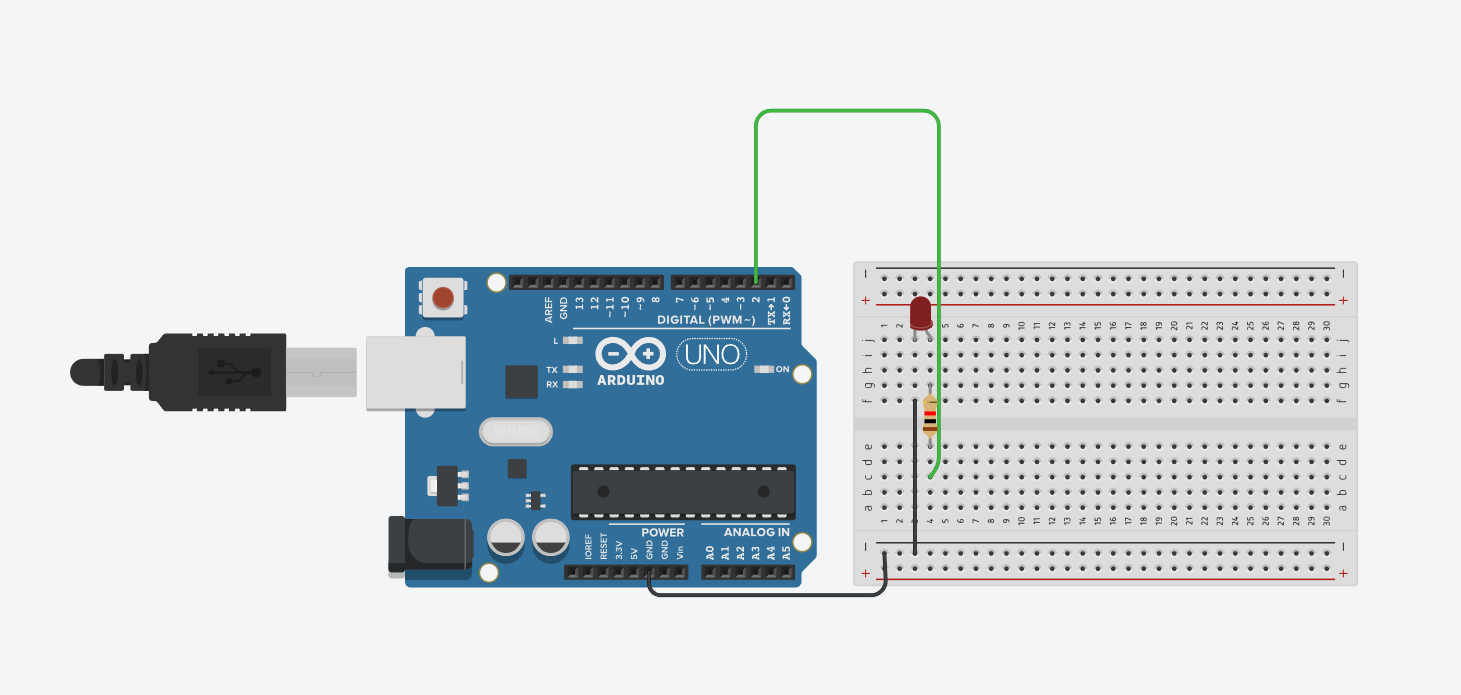 AREF
GND
13
12
~11
~10
~9
8
7
~6
~5
4
~3
2
TX→1
RX←0
DIGITAL (PWM~)
L
TX
RX
UNO
ARDUINO
ON
POWER
ANALOG IN
IOREF
RESET
3.3V
5V
GND
GND
Vin
A0
A1
A2
A3
A4
A5
− −
+ +
1 2 5 6 7 8 9 10 11 12 13 14 15 16 17 18 19 20 21 22 23 24 25 26 27 28 29 30
j j
i i
h h
g g
f f
e e
d d
c c
b b
a a
1 2 4 5 6 7 8 9 10 11 12 13 14 15 16 17 18 19 20 21 22 23 24 25 26 27 28 29 30
− −
+ +